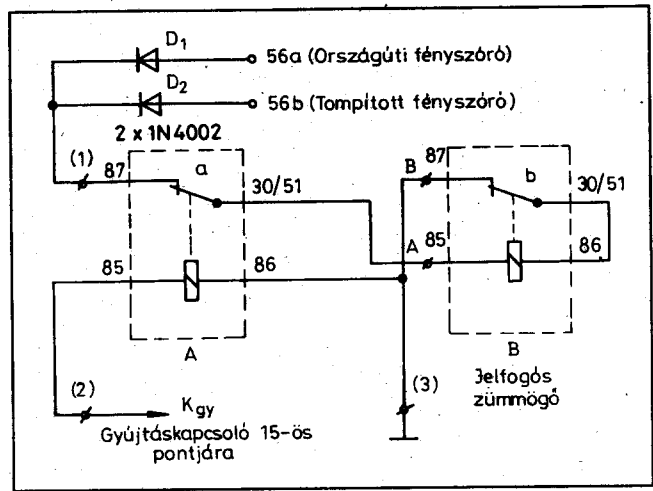 D1
56a (Országúti fényszóró)
D2
56b (Tompított fényszóró)
2 x 1N4002
(1)
87
a
30/51
B
87
b
30/51
85
86
A
85
86
A
B
(2)
Kgy
(3)
Jelfogós
zümmögő
Gyújtáskapcsoló 15-ös
pontjára